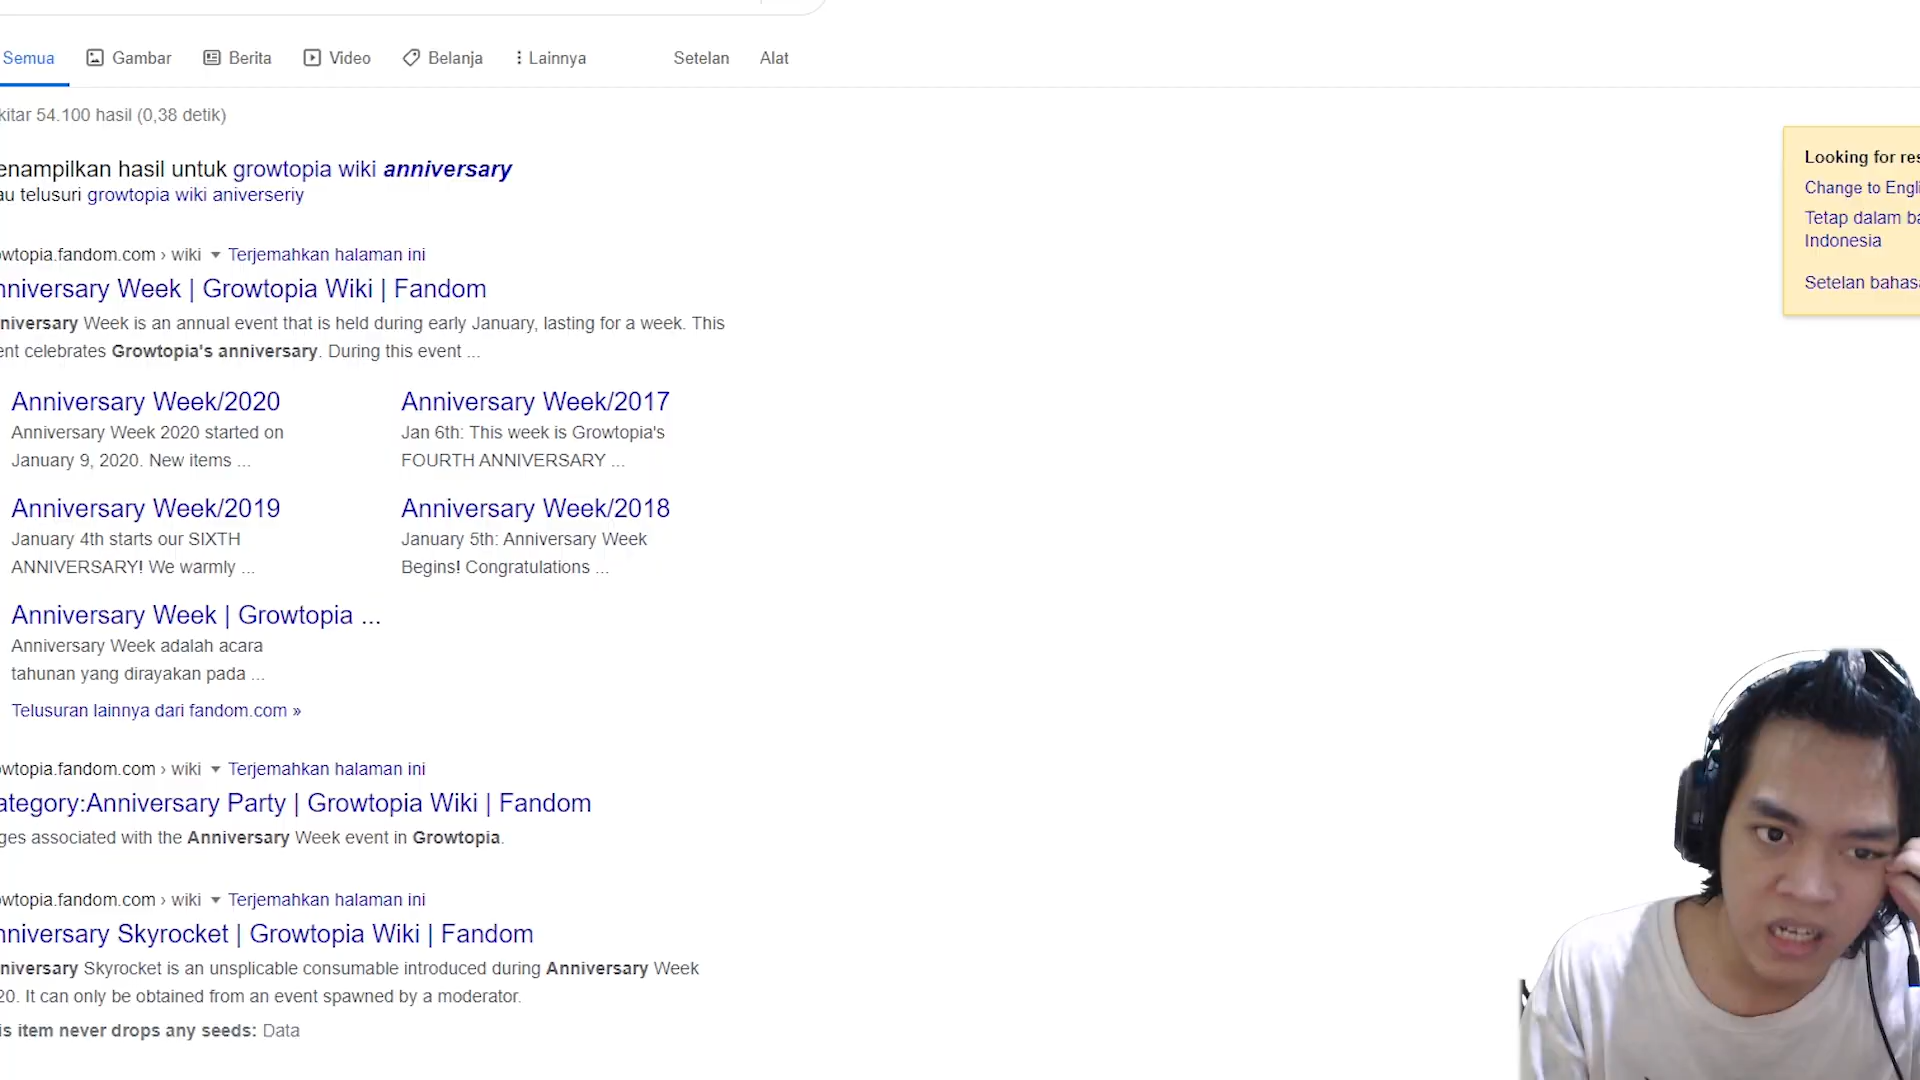 Semua Gambar Berita Video Belanja Lainnya Setelan Alat
kitar 54.100 hasil (0,38 detik)
enampilkan hasil untuk growtopia wiki anniversary
au telusuri growtopia wiki aniverseriy
Looking for res
Change to Engli
Tetap dalam ba
Indonesia
Setelan bahasa
owtopia.fandom.com › wiki ▾ Terjemahkan halaman ini
nniversary Week | Growtopia Wiki | Fandom
niversary Week is an annual event that is held during early January, lasting for a week. This
ent celebrates Growtopia's anniversary. During this event ...
Anniversary Week/2020
Anniversary Week 2020 started on
January 9, 2020. New items ...
Anniversary Week/2017
Jan 6th: This week is Growtopia's
FOURTH ANNIVERSARY ...
Anniversary Week/2019
January 4th starts our SIXTH
ANNIVERSARY! We warmly ...
Anniversary Week/2018
January 5th: Anniversary Week
Begins! Congratulations ...
Anniversary Week | Growtopia ...
Anniversary Week adalah acara
tahunan yang dirayakan pada ...
Telusuran lainnya dari fandom.com »
owtopia.fandom.com › wiki ▾ Terjemahkan halaman ini
ategory:Anniversary Party | Growtopia Wiki | Fandom
ges associated with the Anniversary Week event in Growtopia.
owtopia.fandom.com › wiki ▾ Terjemahkan halaman ini
nniversary Skyrocket | Growtopia Wiki | Fandom
niversary Skyrocket is an unsplicable consumable introduced during Anniversary Week
20. It can only be obtained from an event spawned by a moderator.
is item never drops any seeds: Data